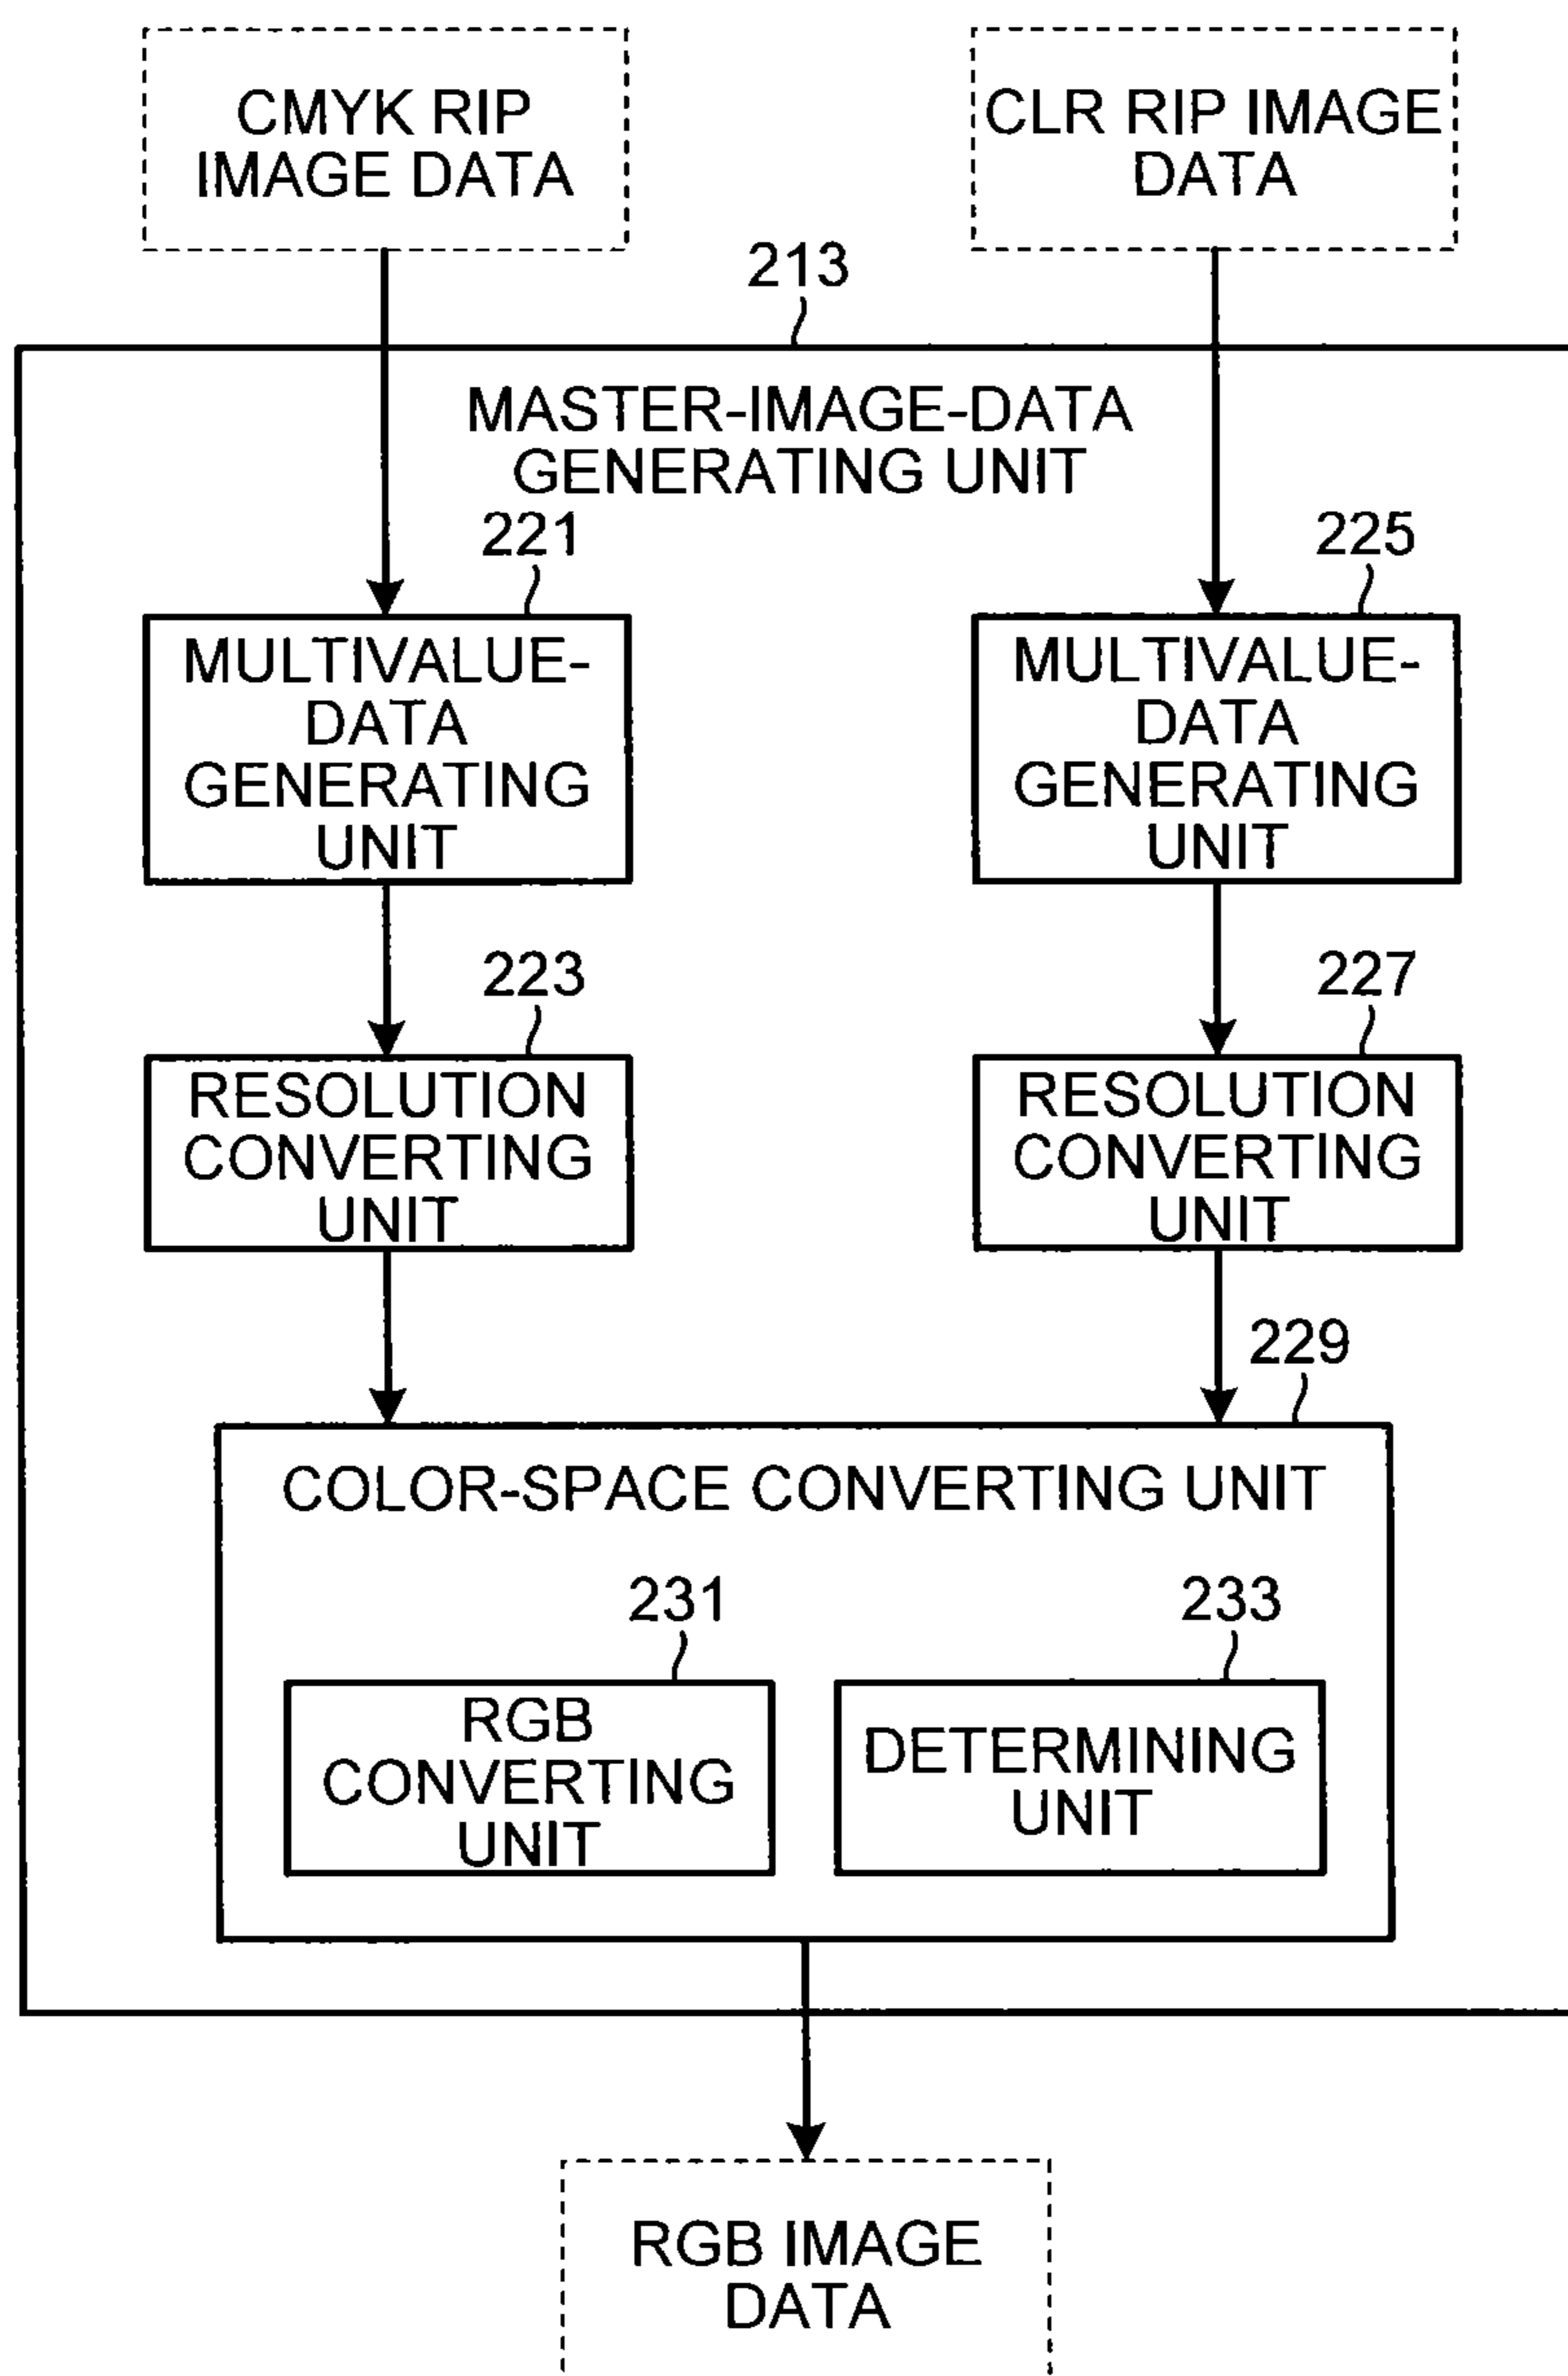 CMYK RIP
IMAGE DATA
CLR RIP IMAGE
DATA
213
MASTER-IMAGE-DATA
GENERATING UNIT
221
MULTIVALUE-
DATA
GENERATING
UNIT
225
MULTIVALUE-
DATA
GENERATING
UNIT
223
RESOLUTION
CONVERTING
UNIT
227
RESOLUTION
CONVERTING
UNIT
229
COLOR-SPACE CONVERTING UNIT
231
RGB
CONVERTING
UNIT
233
DETERMINING
UNIT
RGB IMAGE
DATA